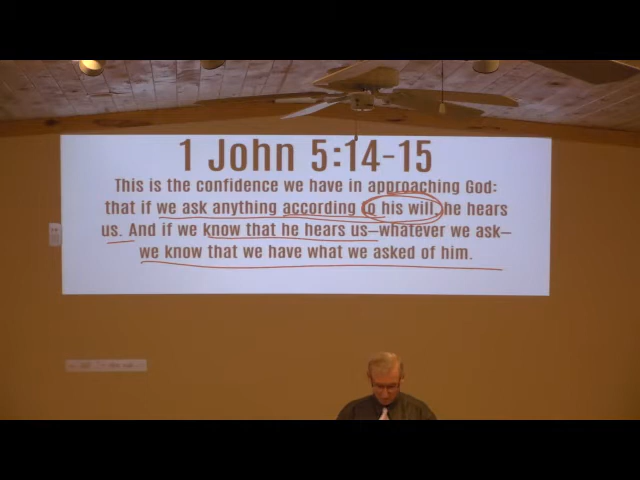 1 John 5:14-15
This is the confidence we have in approaching God:
that if we ask anything according to his will, he hears
us. And if we know that he hears us—whatever we ask—
we know that we have what we asked of him.